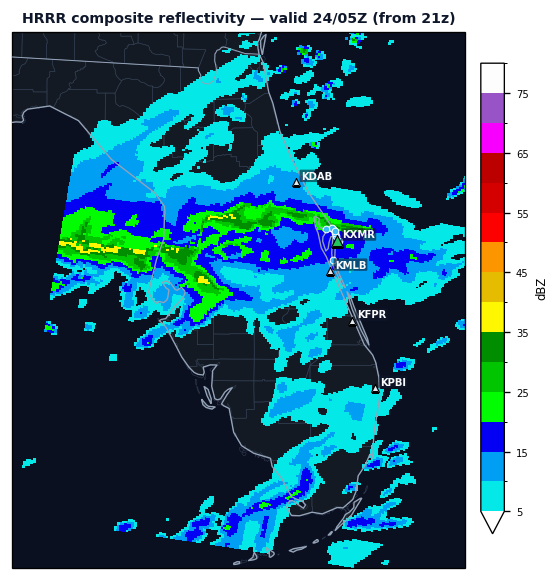 HRRR composite reflectivity — valid 24/05Z (from 21z)
KDAB
KXMR
KMLB
KFPR
KPBI
75
65
55
45
35
25
15
5
dBZ